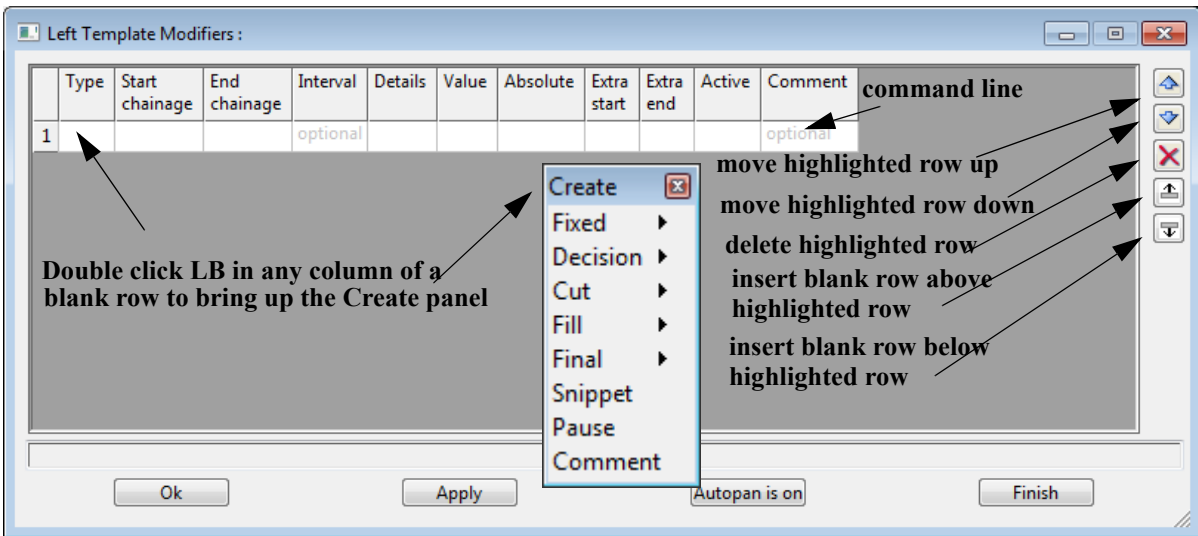 Left Template Modifiers :
Type Start chainage End chainage Interval Details Value Absolute Extra start Extra end Active Comment
1 optional optional
command line
move highlighted row up
move highlighted row down
delete highlighted row
insert blank row above
highlighted row
insert blank row below
highlighted row
Double click LB in any column of a
blank row to bring up the Create panel
Create
Fixed
Decision
Cut
Fill
Final
Snippet
Pause
Comment
Ok Apply Autopan is on Finish